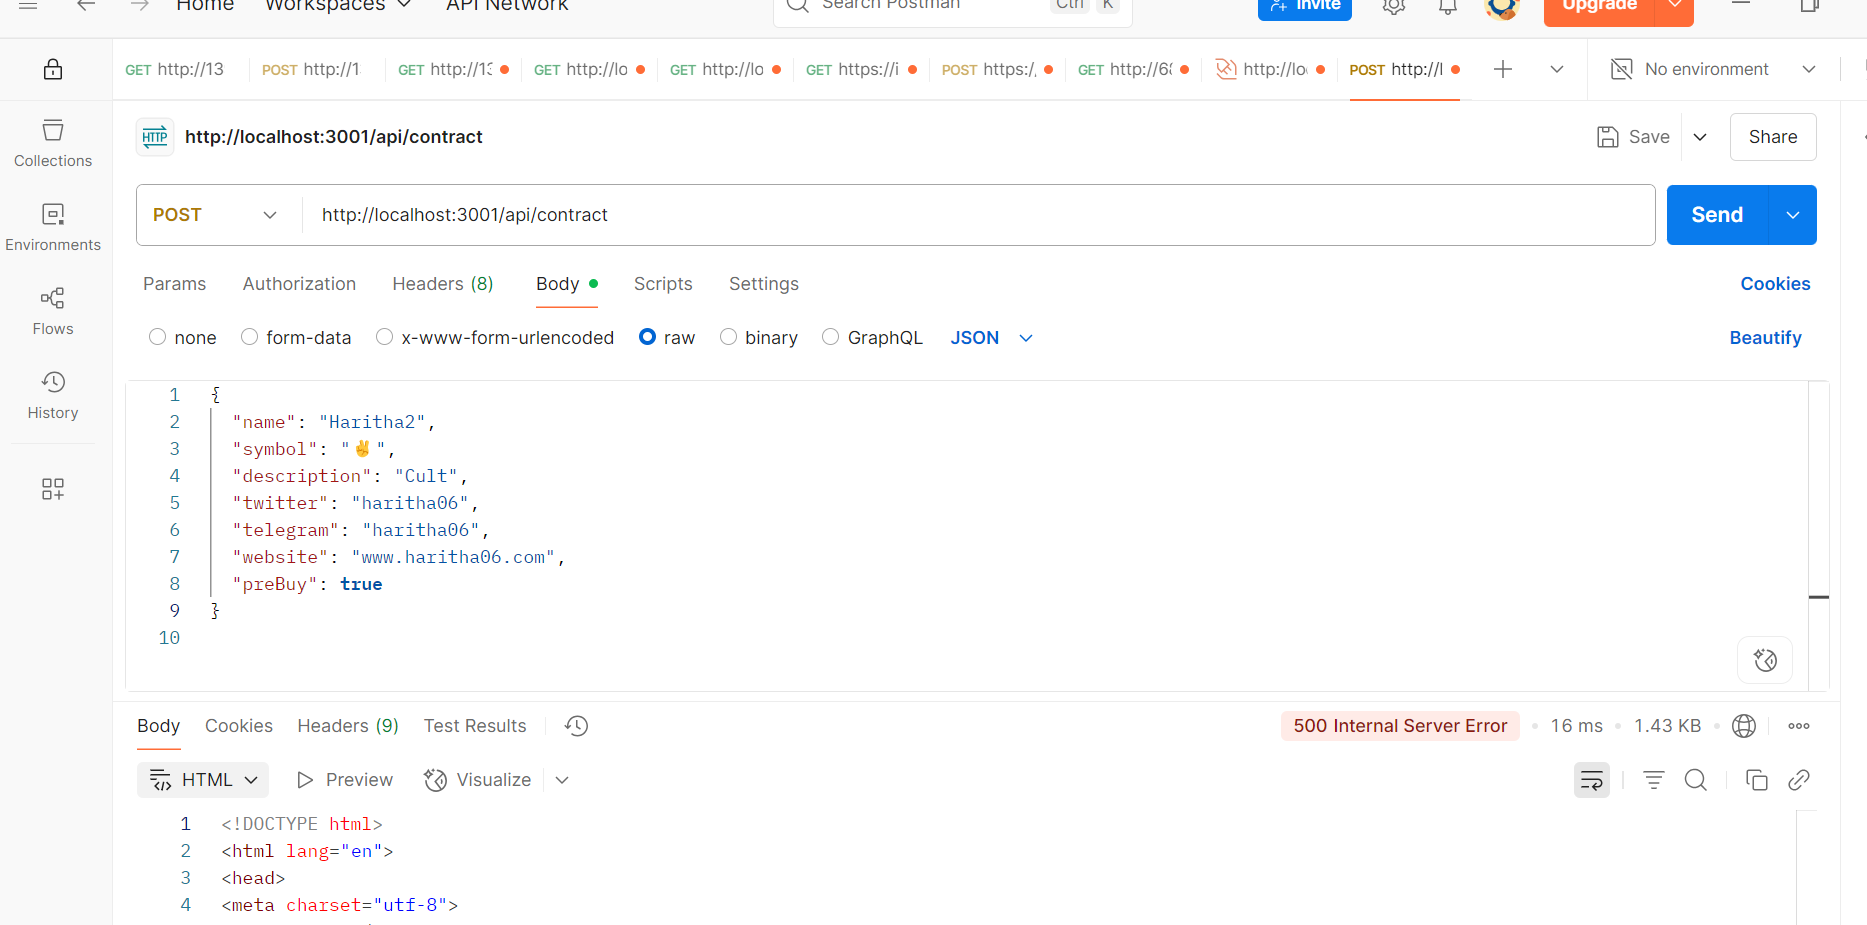 Home Workspaces API Network Search Postman Ctrl K Invite Upgrade
GET http://13 POST http://1 GET http://13 GET http://lo GET http://lo GET https://i POST https:/ GET http://68 http://loc POST http://l No environment
Collections
Environments
Flows
History
HTTP http://localhost:3001/api/contract Save Share
POST http://localhost:3001/api/contract Send
Params Authorization Headers (8) Body Scripts Settings Cookies
none form-data x-www-form-urlencoded raw binary GraphQL JSON Beautify
1 {
2 "name": "Haritha2",
3 "symbol": "✌️",
4 "description": "Cult",
5 "twitter": "haritha06",
6 "telegram": "haritha06",
7 "website": "www.haritha06.com",
8 "preBuy": true
9 }
10
Body Cookies Headers (9) Test Results 500 Internal Server Error • 16 ms • 1.43 KB
HTML Preview Visualize
1 <!DOCTYPE html>
2 <html lang="en">
3 <head>
4 <meta charset="utf-8">